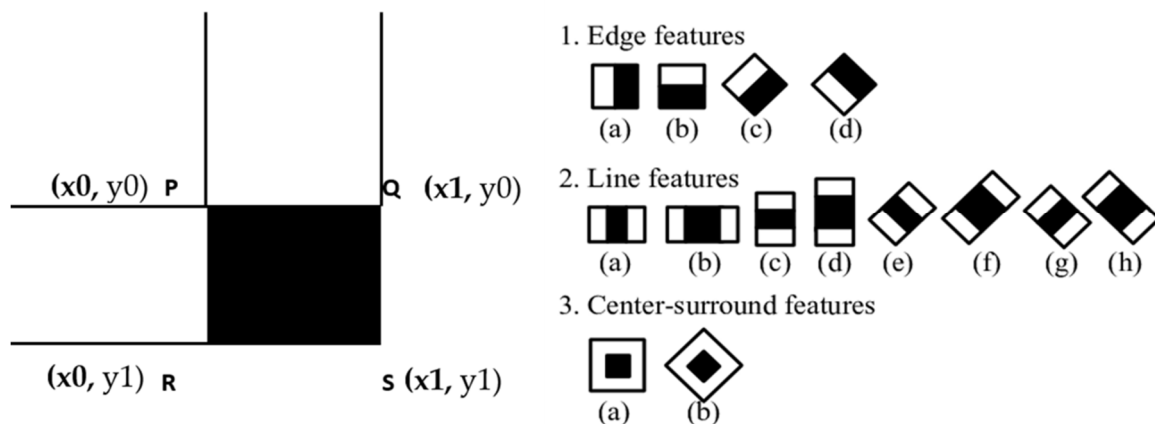 (x0, y0) P
Q (x1, y0)
(x0, y1) R
S (x1, y1)
1. Edge features
(a) (b) (c) (d)
2. Line features
(a) (b) (c) (d) (e) (f) (g) (h)
3. Center-surround features
(a) (b)